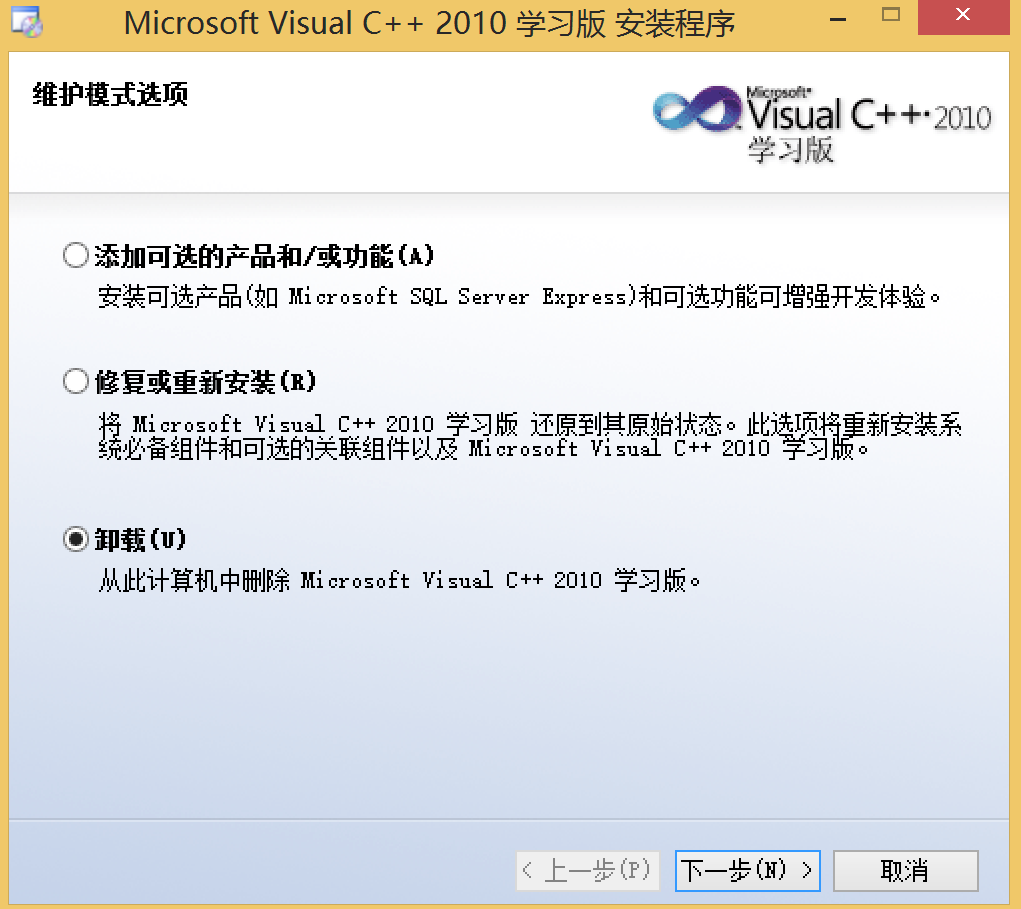 Microsoft Visual C++ 2010 学习版 安装程序
维护模式选项
Microsoft®
Visual C++·2010
学习版
添加可选的产品和/或功能(A)
安装可选产品(如 Microsoft SQL Server Express)和可选功能可增强开发体验。
修复或重新安装(R)
将 Microsoft Visual C++ 2010 学习版 还原到其原始状态。此选项将重新安装系
统必备组件和可选的关联组件以及 Microsoft Visual C++ 2010 学习版。
卸载(U)
从此计算机中删除 Microsoft Visual C++ 2010 学习版。
< 上一步(P)
下一步(N) >
取消